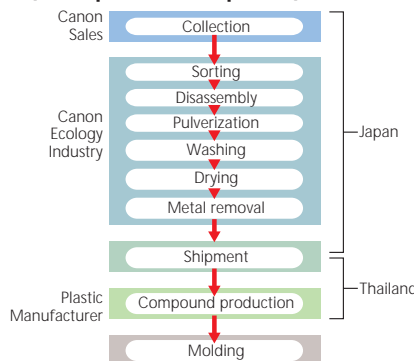 Canon
Sales
Collection
Sorting
Disassembly
Pulverization
Canon
Ecology
Industry
Washing
Drying
Metal removal
Japan
Shipment
Thailand
Plastic
Manufacturer
Compound production
Molding